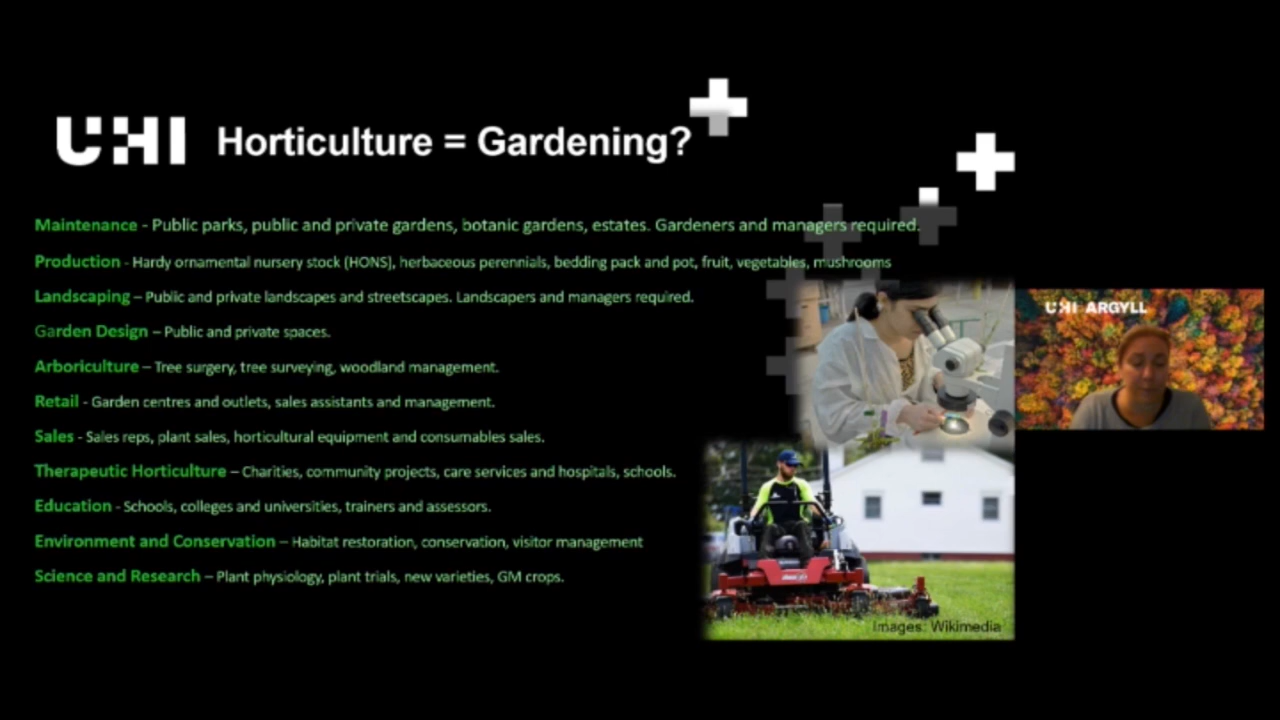 UHI Horticulture = Gardening?
Maintenance - Public parks, public and private gardens, botanic gardens, estates. Gardeners and managers required.
Production - Hardy ornamental nursery stock (HONS), herbaceous perennials, bedding pack and pot, fruit, vegetables, mushrooms
Landscaping – Public and private landscapes and streetscapes. Landscapers and managers required.
Garden Design – Public and private spaces.
Arboriculture – Tree surgery, tree surveying, woodland management.
Retail - Garden centres and outlets, sales assistants and management.
Sales - Sales reps, plant sales, horticultural equipment and consumables sales.
Therapeutic Horticulture – Charities, community projects, care services and hospitals, schools.
Education - Schools, colleges and universities, trainers and assessors.
Environment and Conservation – Habitat restoration, conservation, visitor management
Science and Research – Plant physiology, plant trials, new varieties, GM crops.
UHI ARGYLL
Images: Wikimedia